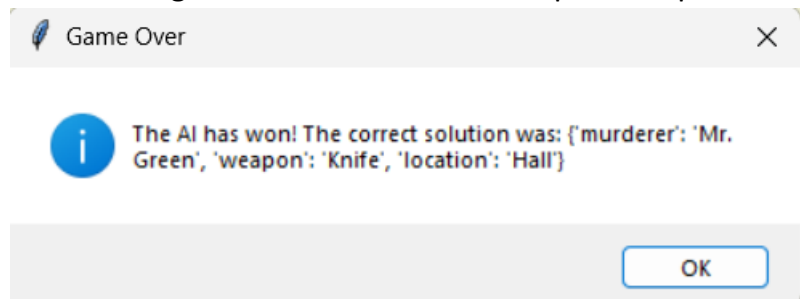 Game Over
The AI has won! The correct solution was: {'murderer': 'Mr.
Green', 'weapon': 'Knife', 'location': 'Hall'}
OK